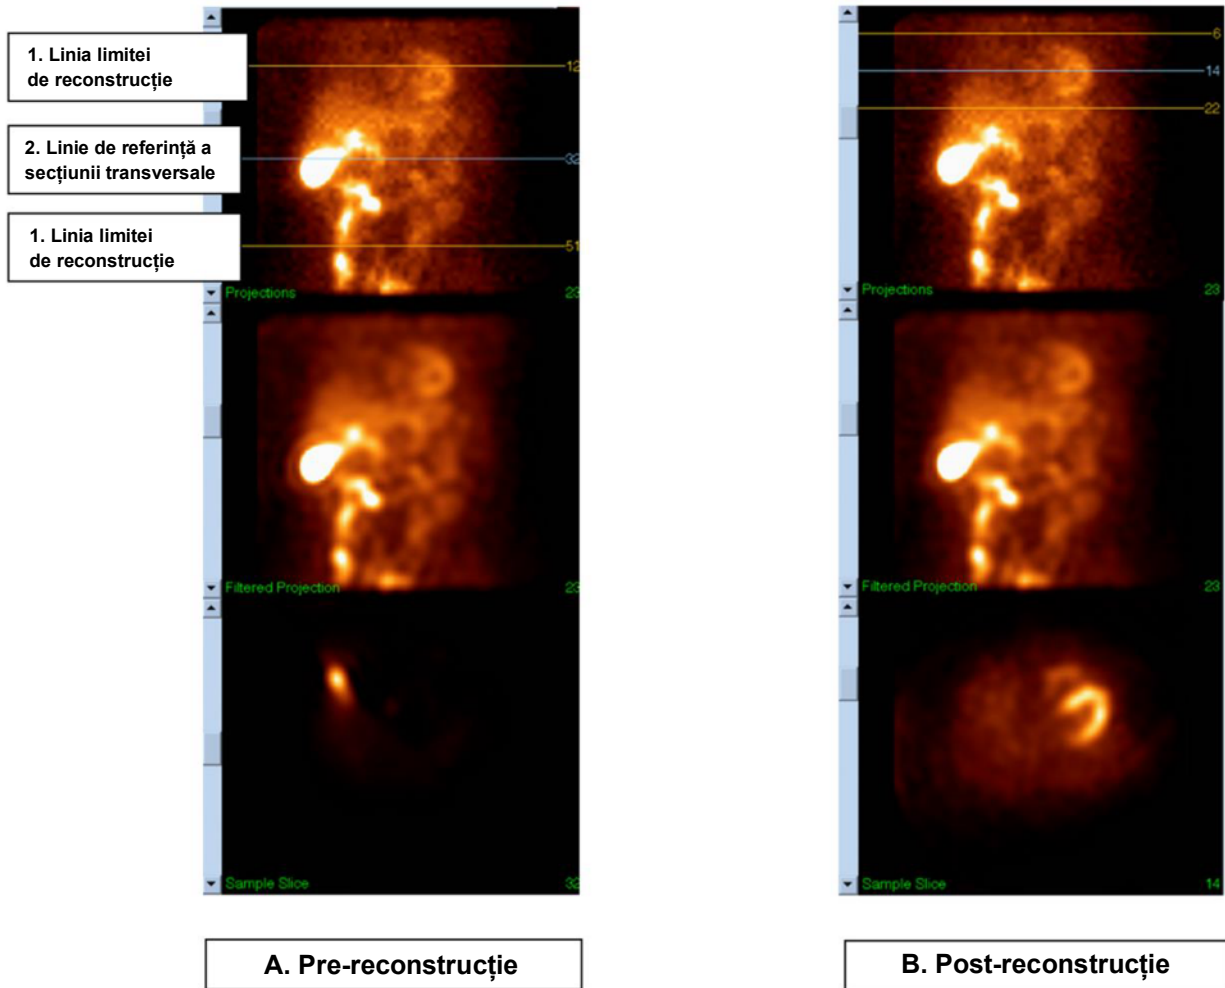 1. Linia limitei
de reconstrucție
2. Linie de referință a
secțiunii transversale
1. Linia limitei
de reconstrucție
12
32
51
Projections 23
Filtered Projection 23
Sample Slice 32
A. Pre-reconstrucție
6
14
22
Projections 23
Filtered Projection 23
Sample Slice 14
B. Post-reconstrucție